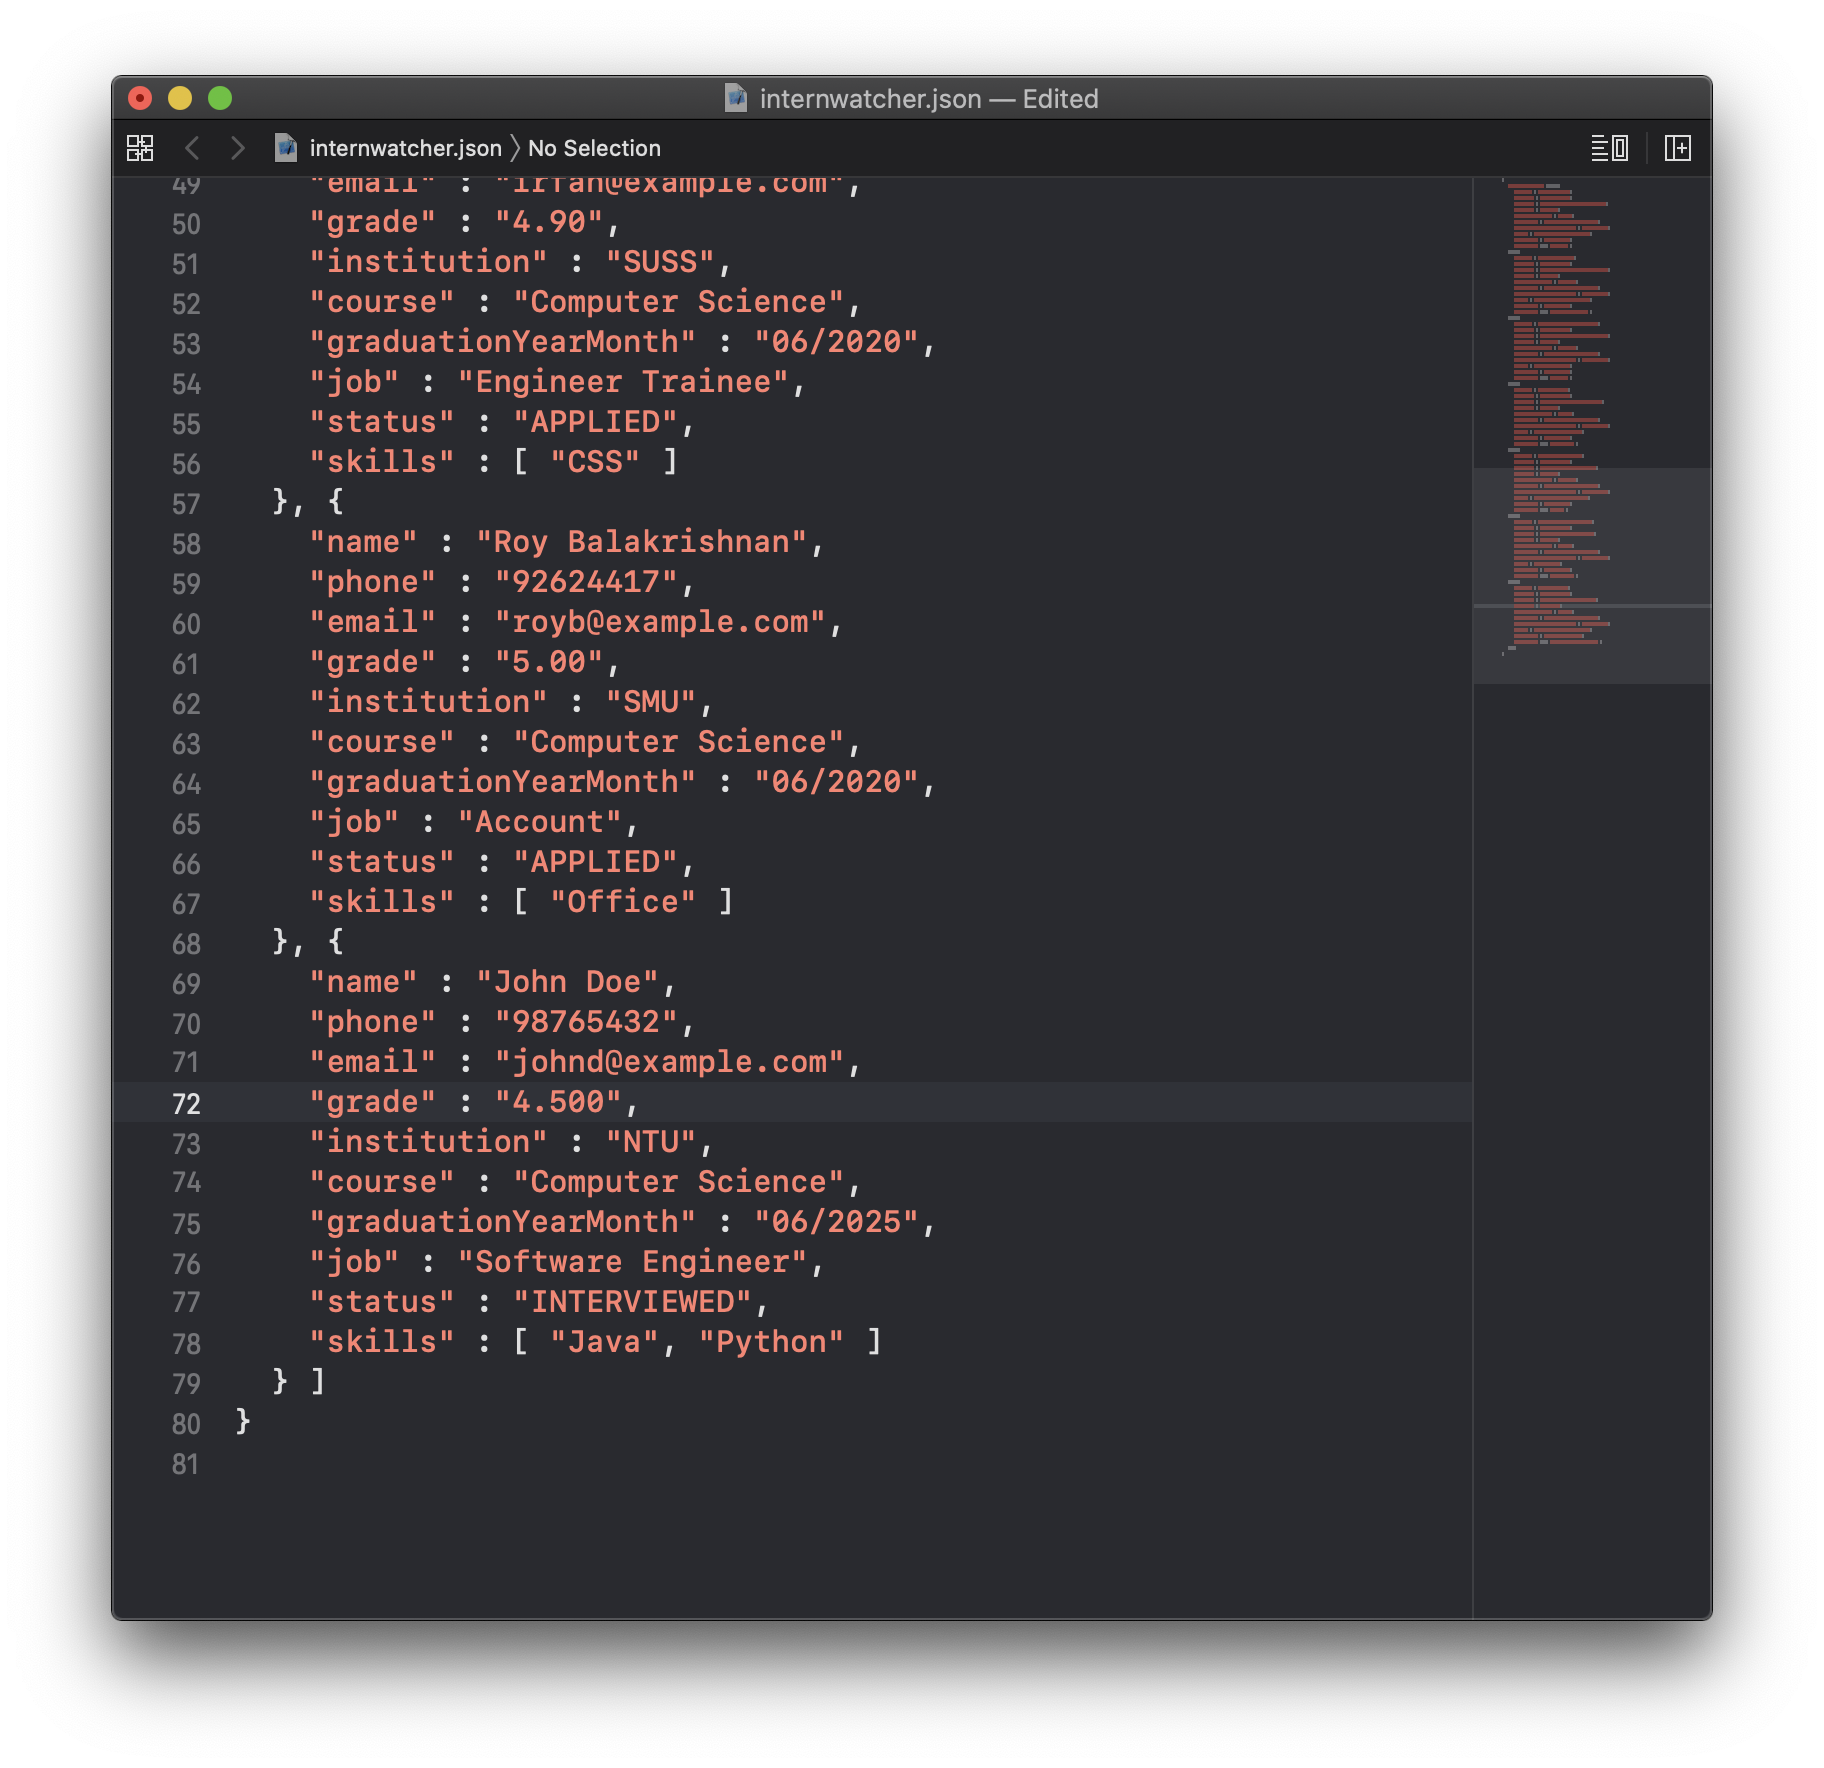 internwatcher.json — Edited
internwatcher.json 〉 No Selection
49 "email" : "irfan@example.com",
50 "grade" : "4.90",
51 "institution" : "SUSS",
52 "course" : "Computer Science",
53 "graduationYearMonth" : "06/2020",
54 "job" : "Engineer Trainee",
55 "status" : "APPLIED",
56 "skills" : [ "CSS" ]
57 }, {
58 "name" : "Roy Balakrishnan",
59 "phone" : "92624417",
60 "email" : "royb@example.com",
61 "grade" : "5.00",
62 "institution" : "SMU",
63 "course" : "Computer Science",
64 "graduationYearMonth" : "06/2020",
65 "job" : "Account",
66 "status" : "APPLIED",
67 "skills" : [ "Office" ]
68 }, {
69 "name" : "John Doe",
70 "phone" : "98765432",
71 "email" : "johnd@example.com",
72 "grade" : "4.500",
73 "institution" : "NTU",
74 "course" : "Computer Science",
75 "graduationYearMonth" : "06/2025",
76 "job" : "Software Engineer",
77 "status" : "INTERVIEWED",
78 "skills" : [ "Java", "Python" ]
79 } ]
80 }
81